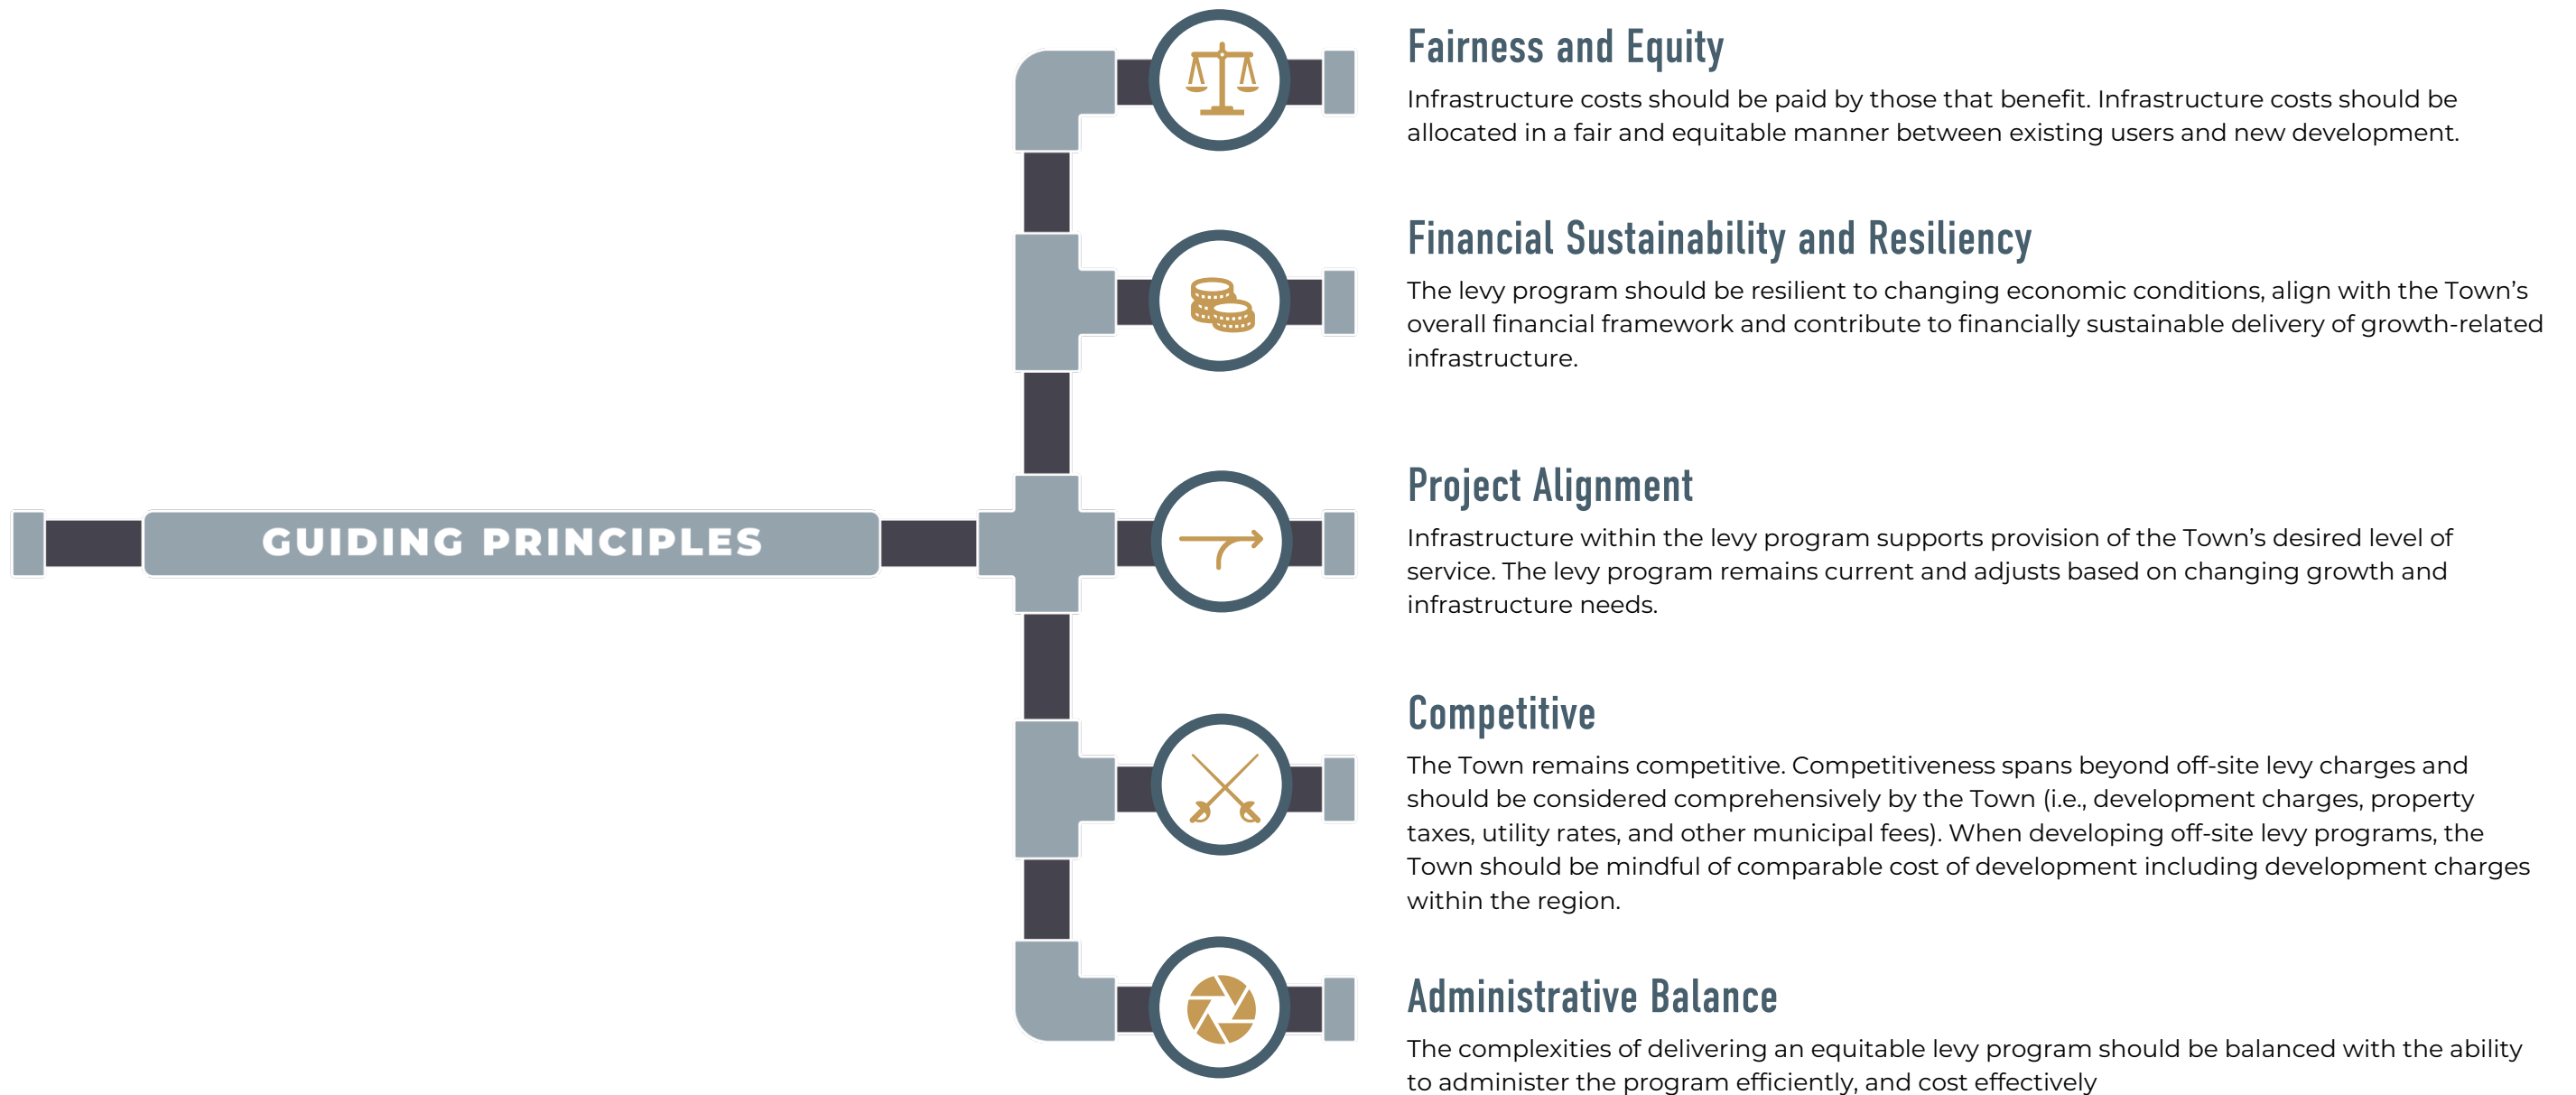 Fairness and Equity
Infrastructure costs should be paid by those that benefit. Infrastructure costs should be
allocated in a fair and equitable manner between existing users and new development.
Financial Sustainability and Resiliency
The levy program should be resilient to changing economic conditions, align with the Town’s
overall financial framework and contribute to financially sustainable delivery of growth-related
infrastructure.
GUIDING PRINCIPLES
Project Alignment
Infrastructure within the levy program supports provision of the Town’s desired level of
service. The levy program remains current and adjusts based on changing growth and
infrastructure needs.
Competitive
The Town remains competitive. Competitiveness spans beyond off-site levy charges and
should be considered comprehensively by the Town (i.e., development charges, property
taxes, utility rates, and other municipal fees). When developing off-site levy programs, the
Town should be mindful of comparable cost of development including development charges
within the region.
Administrative Balance
The complexities of delivering an equitable levy program should be balanced with the ability
to administer the program efficiently, and cost effectively